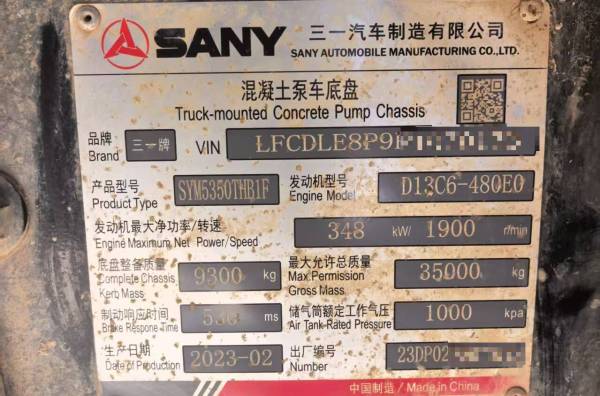 SANY 三一汽车制造有限公司
SANY AUTOMOBILE MANUFACTURING CO.,LTD.
混凝土泵车底盘
Truck-mounted Concrete Pump Chassis
品牌 Brand 三一牌 VIN LFCDLE8P9
产品型号 Product Type SYM5350THB1F 发动机型号 Engine Model D13C6-480E0
发动机最大净功率/转速 Engine Maximum Net Power/Speed 348 kW/ 1900 r/min
底盘整备质量 Complete Chassis Kerb Mass 9300 kg 最大允许总质量 Max.Permission Gross Mass 35000 kg
制动响应时间 Brake Respone Time ms 储气筒额定工作气压 Air Tank-Rated Pressure 1000 kpa
生产日期 Date of Production 2023-02 出厂编号 Number 23DP02
中国制造 / Made in China